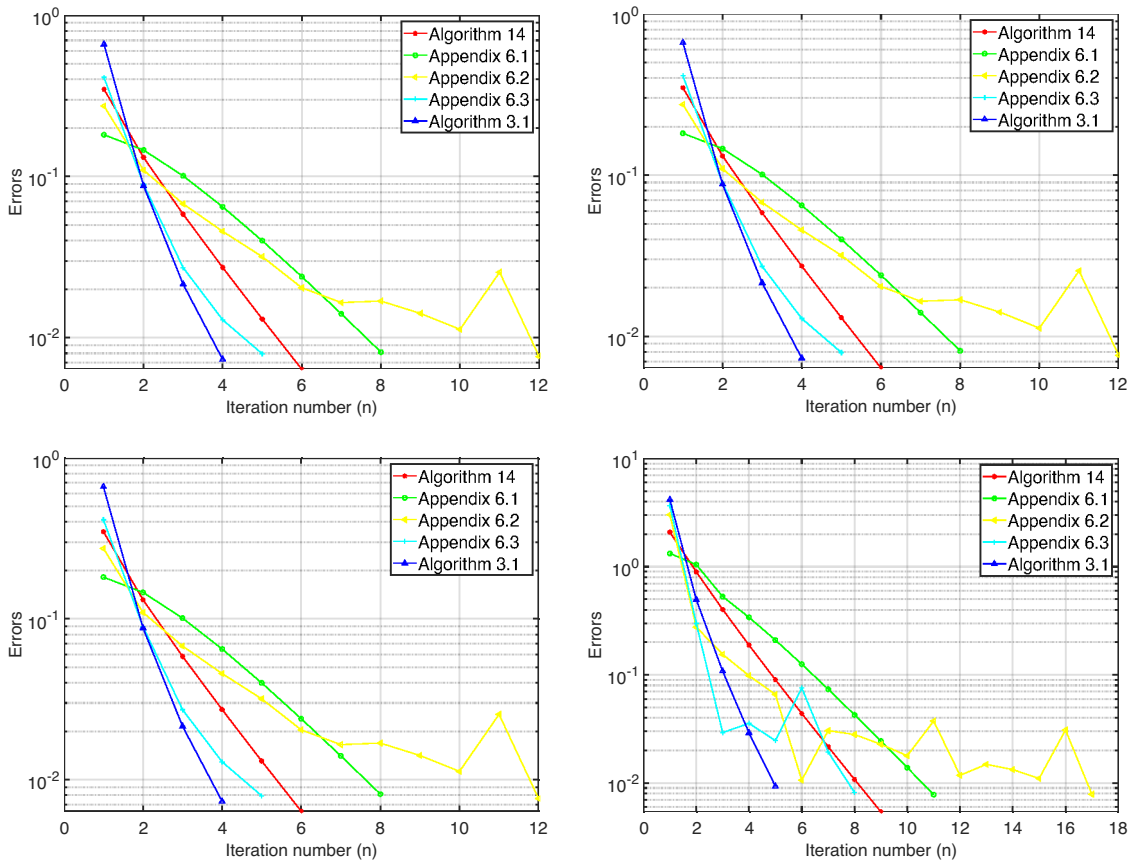 10^0
10^-1
10^-2
Errors
0 2 4 6 8 10 12
Iteration number (n)
Algorithm 14
Appendix 6.1
Appendix 6.2
Appendix 6.3
Algorithm 3.1
10^0
10^-1
10^-2
Errors
0 2 4 6 8 10 12
Iteration number (n)
Algorithm 14
Appendix 6.1
Appendix 6.2
Appendix 6.3
Algorithm 3.1
10^0
10^-1
10^-2
Errors
0 2 4 6 8 10 12
Iteration number (n)
Algorithm 14
Appendix 6.1
Appendix 6.2
Appendix 6.3
Algorithm 3.1
10^1
10^0
10^-1
10^-2
Errors
0 2 4 6 8 10 12 14 16 18
Iteration number (n)
Algorithm 14
Appendix 6.1
Appendix 6.2
Appendix 6.3
Algorithm 3.1